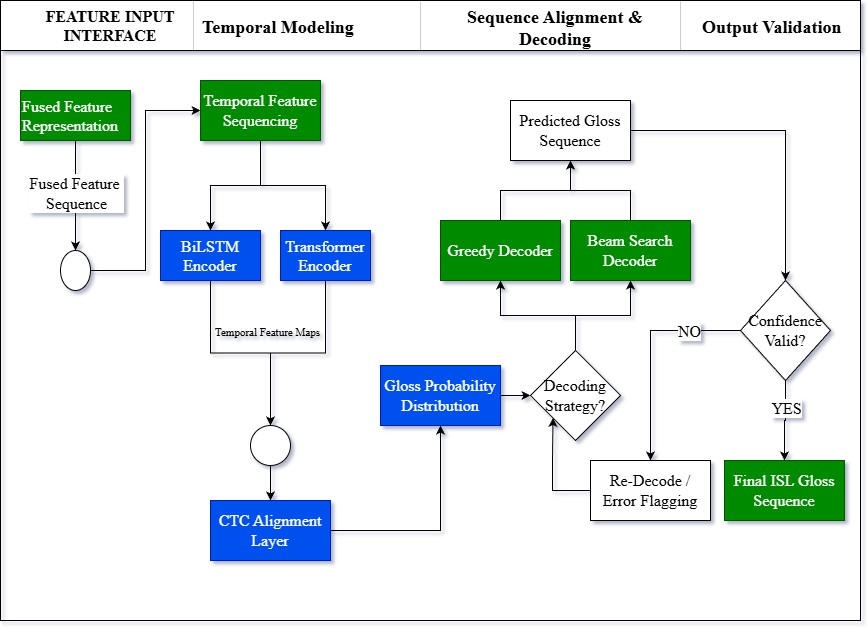 FEATURE INPUT
INTERFACE
Temporal Modeling
Sequence Alignment &
Decoding
Output Validation
Fused Feature
Representation
Fused Feature
Sequence
Temporal Feature
Sequencing
BiLSTM
Encoder
Transformer
Encoder
Temporal Feature Maps
CTC Alignment
Layer
Gloss Probability
Distribution
Decoding
Strategy?
Greedy Decoder
Beam Search
Decoder
Predicted Gloss
Sequence
Confidence
Valid?
NO
YES
Re-Decode /
Error Flagging
Final ISL Gloss
Sequence